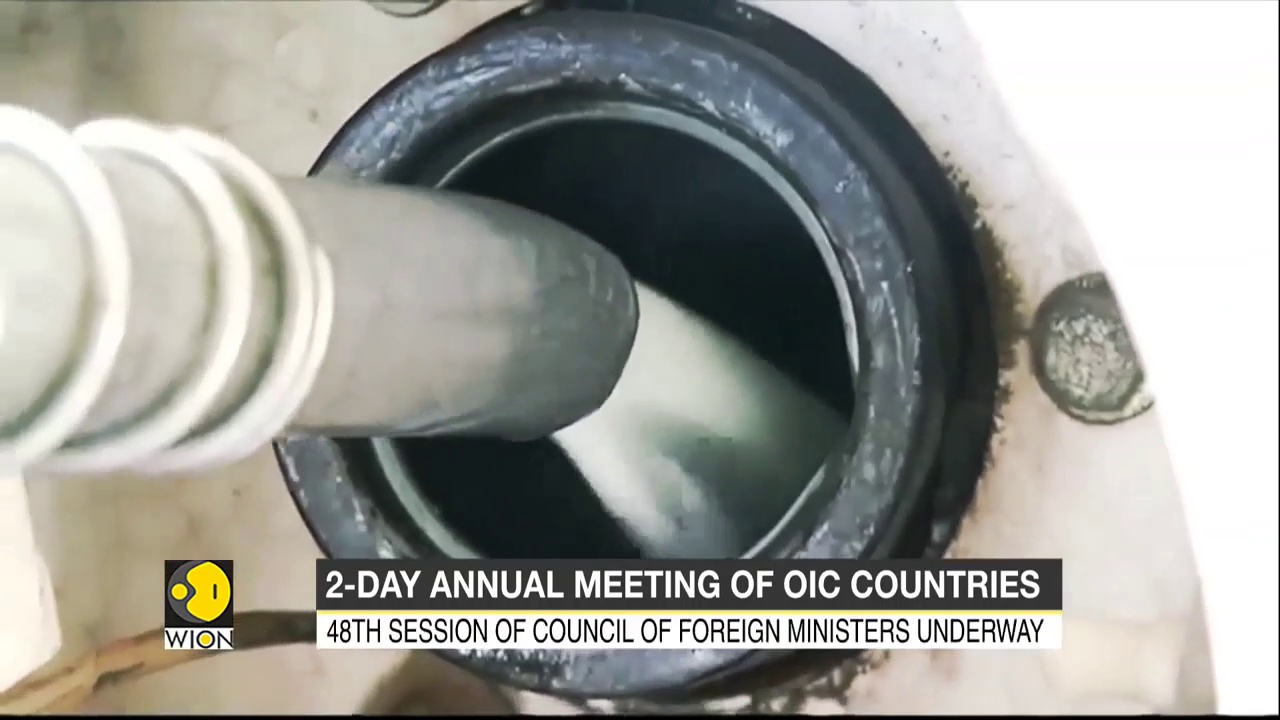 2-DAY ANNUAL MEETING OF OIC COUNTRIES
48TH SESSION OF COUNCIL OF FOREIGN MINISTERS UNDERWAY
WION